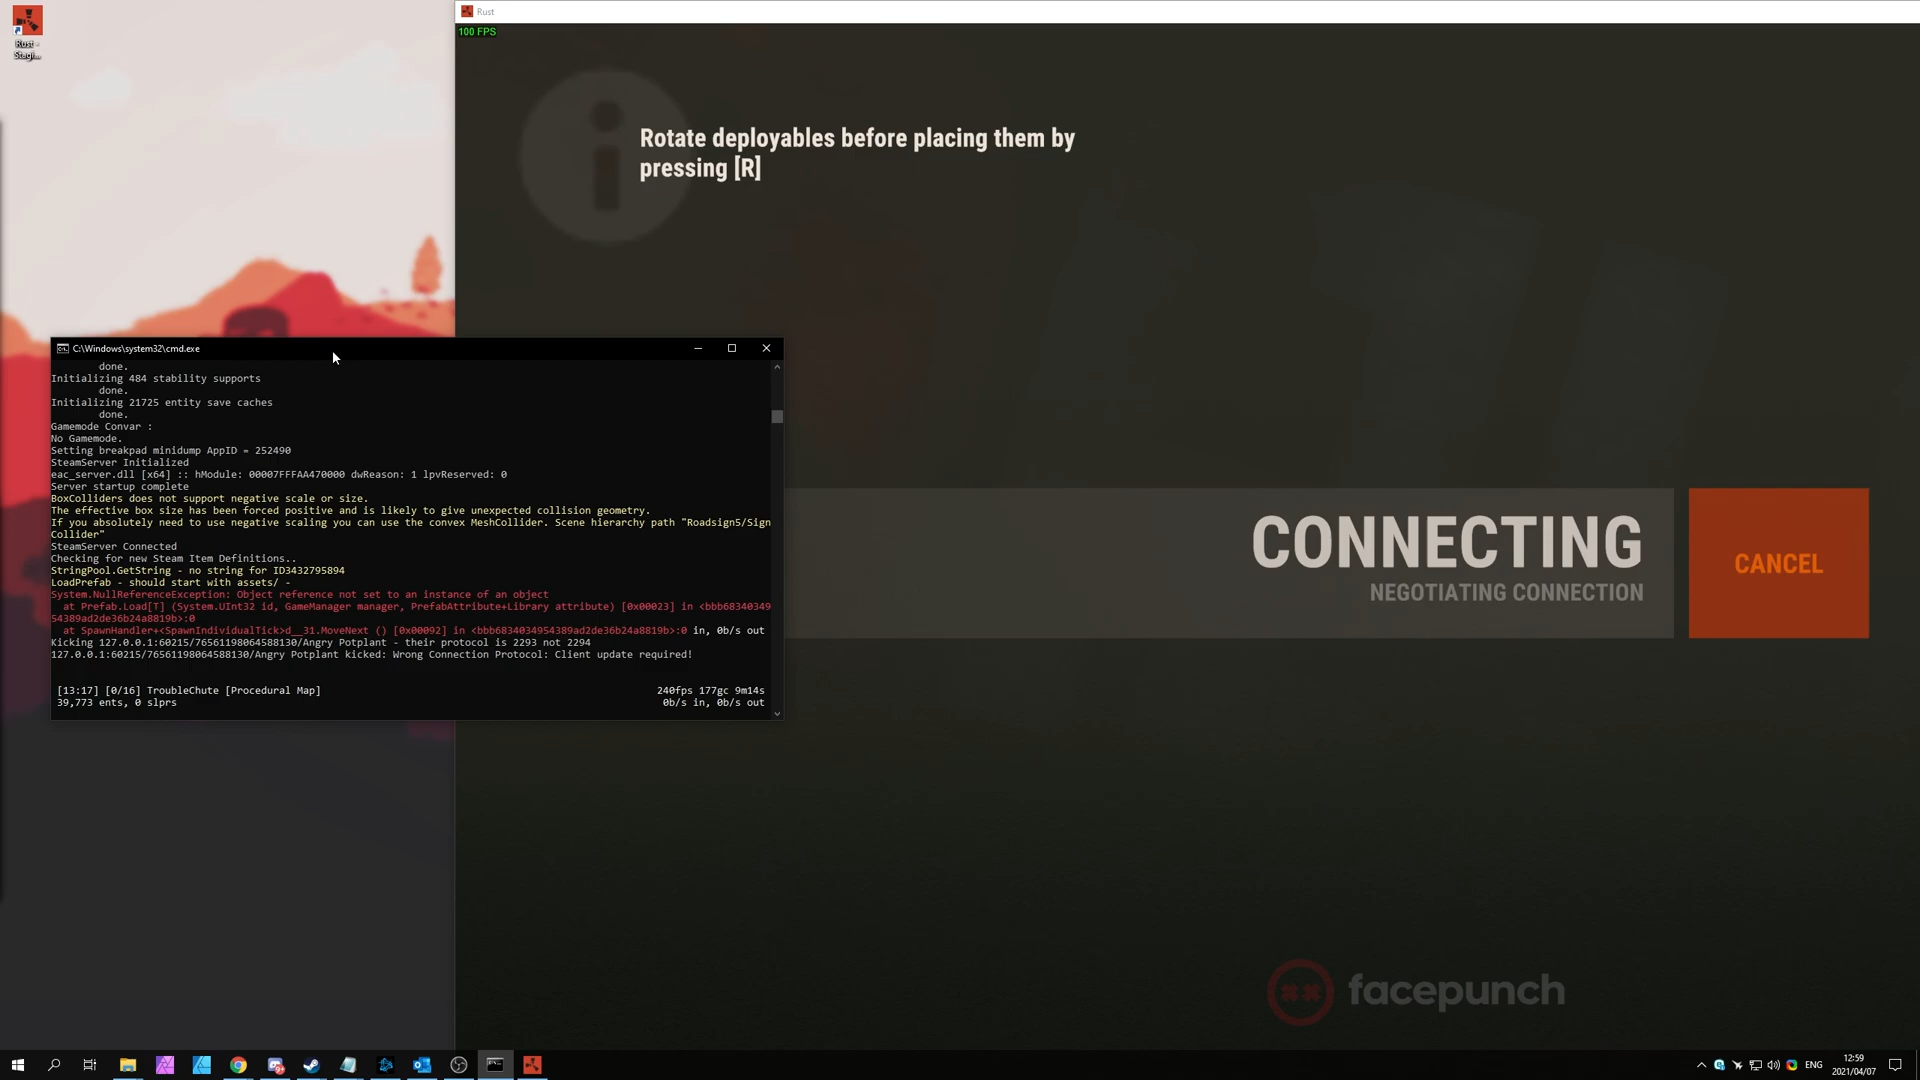 Rust -
Stagi...
Rust
100 FPS
Rotate deployables before placing them by
pressing [R]
C:\Windows\system32\cmd.exe
done.
Initializing 484 stability supports
done.
Initializing 21725 entity save caches
done.
Gamemode Convar :
No Gamemode.
Setting breakpad minidump AppID = 252490
SteamServer Initialized
eac_server.dll [x64] :: hModule: 00007FFFAA470000 dwReason: 1 lpvReserved: 0
Server startup complete
BoxColliders does not support negative scale or size.
The effective box size has been forced positive and is likely to give unexpected collision geometry.
If you absolutely need to use negative scaling you can use the convex MeshCollider. Scene hierarchy path "Roadsign5/Sign
Collider"
SteamServer Connected
Checking for new Steam Item Definitions..
StringPool.GetString - no string for ID3432795894
LoadPrefab - should start with assets/ -
System.NullReferenceException: Object reference not set to an instance of an object
at Prefab.Load[T] (System.UInt32 id, GameManager manager, PrefabAttribute+Library attribute) [0x00023] in <bbb68340349
54389ad2de36b24a8819b>:0
at SpawnHandler+<SpawnIndividualTick>d__31.MoveNext () [0x00092] in <bbb6834034954389ad2de36b24a8819b>:0 in, 0b/s out
Kicking 127.0.0.1:60215/76561198064588130/Angry Potplant - their protocol is 2293 not 2294
127.0.0.1:60215/76561198064588130/Angry Potplant kicked: Wrong Connection Protocol: Client update required!
[13:17] [0/16] TroubleChute [Procedural Map] 240fps 177gc 9m14s
39,773 ents, 0 slprs 0b/s in, 0b/s out
CONNECTING
NEGOTIATING CONNECTION
CANCEL
facepunch
ENG
12:59
2021/04/07